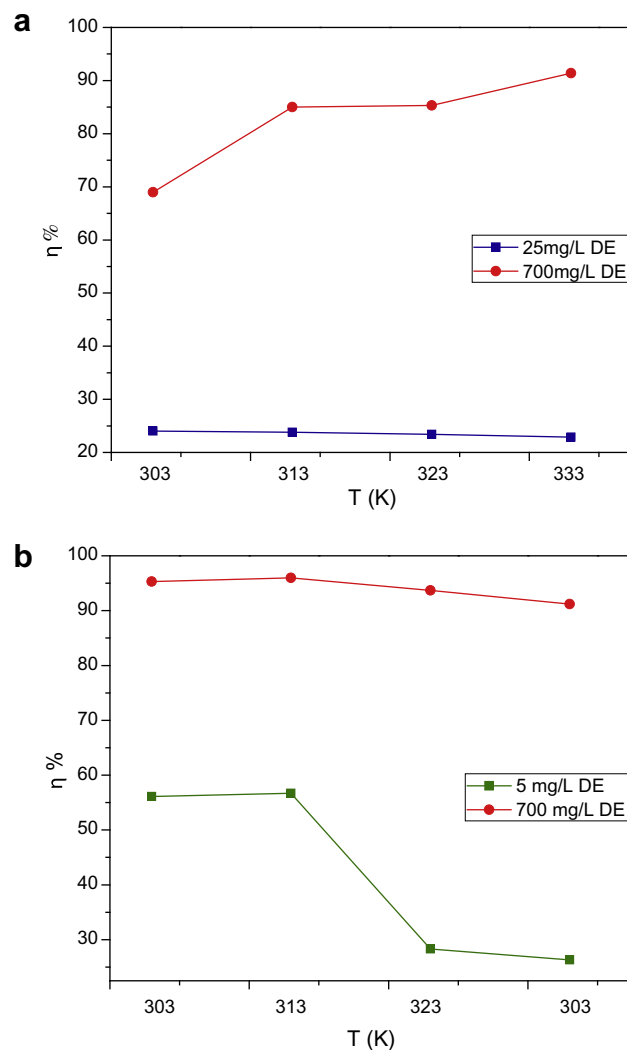 a
100
90
80
70
60
50
40
30
20
η%
25mg/L DE
700mg/L DE
303 313 323 333
T (K)
b
100
90
80
70
60
50
40
30
η %
5 mg/L DE
700 mg/L DE
303 313 323 303
T (K)